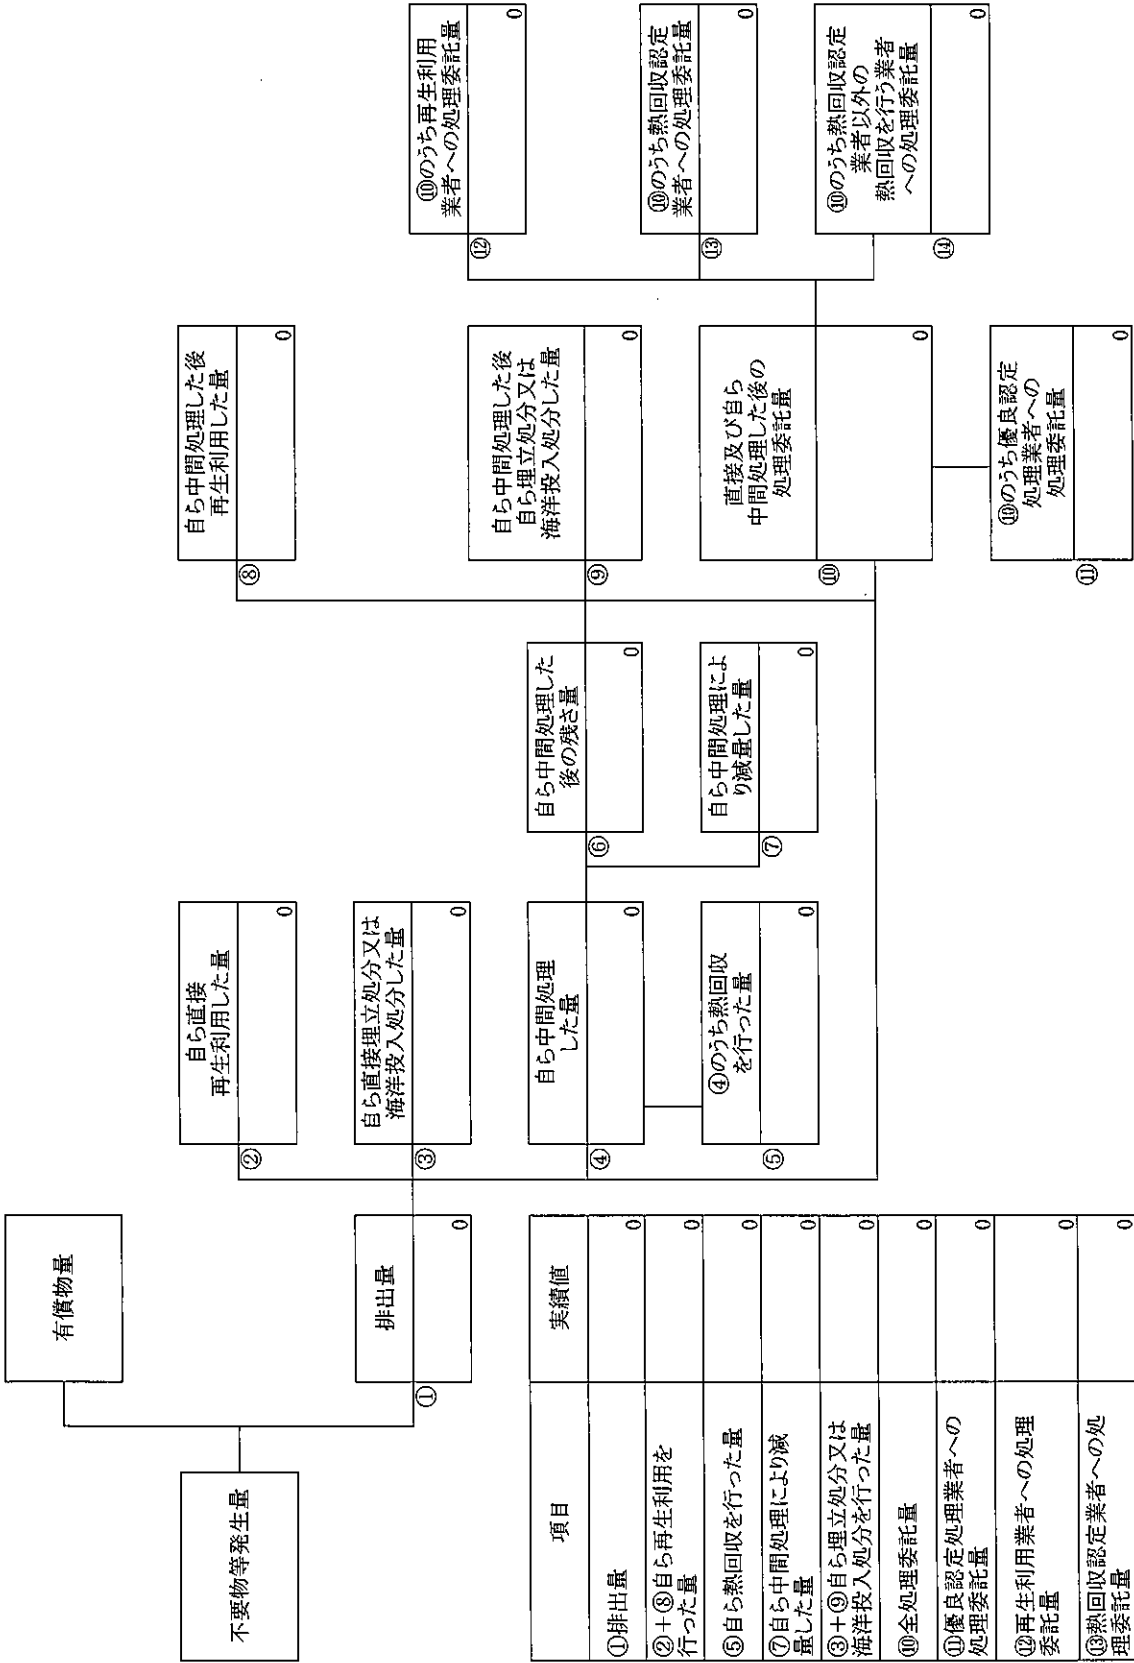 不要物等発生量
有償物量
排出量
①
0
自ら直接
再生利用した量
②
0
自ら直接埋立処分又は
海洋投入処分した量
③
0
自ら中間処理
した量
④
0
④のうち熱回収
を行った量
⑤
0
自ら中間処理した
後の残さ量
⑥
0
自ら中間処理によ
り減量した量
⑦
0
自ら中間処理した後
再生利用した量
⑧
0
自ら中間処理した後
自ら埋立処分又は
海洋投入処分した量
⑨
0
直接及び自ら
中間処理した後の
処理委託量
⑩
0
⑩のうち優良認定
処理業者への
処理委託量
⑪
0
⑩のうち再生利用
業者への処理委託量
⑫
0
⑩のうち熱回収認定
業者への処理委託量
⑬
0
⑩のうち熱回収認定
業者以外の
熱回収を行う業者
への処理委託量
⑭
0
項目 実績値
①排出量 0
②+⑧自ら再生利用を
行った量 0
⑤自ら熱回収を行った量 0
⑦自ら中間処理により減
量した量 0
③+⑨自ら埋立処分又は
海洋投入処分を行った量 0
⑩全処理委託量 0
⑪優良認定処理業者への
処理委託量 0
⑫再生利用業者への処理
委託量 0
⑬熱回収認定業者への処
理委託量 0